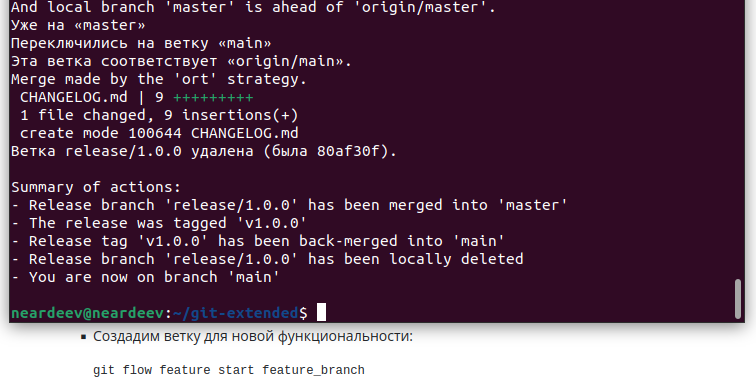 And local branch 'master' is ahead of 'origin/master'.
Уже на «master»
Переключились на ветку «main»
Эта ветка соответствует «origin/main».
Merge made by the 'ort' strategy.
 CHANGELOG.md | 9 +++++++++
 1 file changed, 9 insertions(+)
 create mode 100644 CHANGELOG.md
Ветка release/1.0.0 удалена (была 80af30f).

Summary of actions:
- Release branch 'release/1.0.0' has been merged into 'master'
- The release was tagged 'v1.0.0'
- Release tag 'v1.0.0' has been back-merged into 'main'
- Release branch 'release/1.0.0' has been locally deleted
- You are now on branch 'main'

neardeev@neardeev:~/git-extended$
▪ Создадим ветку для новой функциональности:
git flow feature start feature_branch